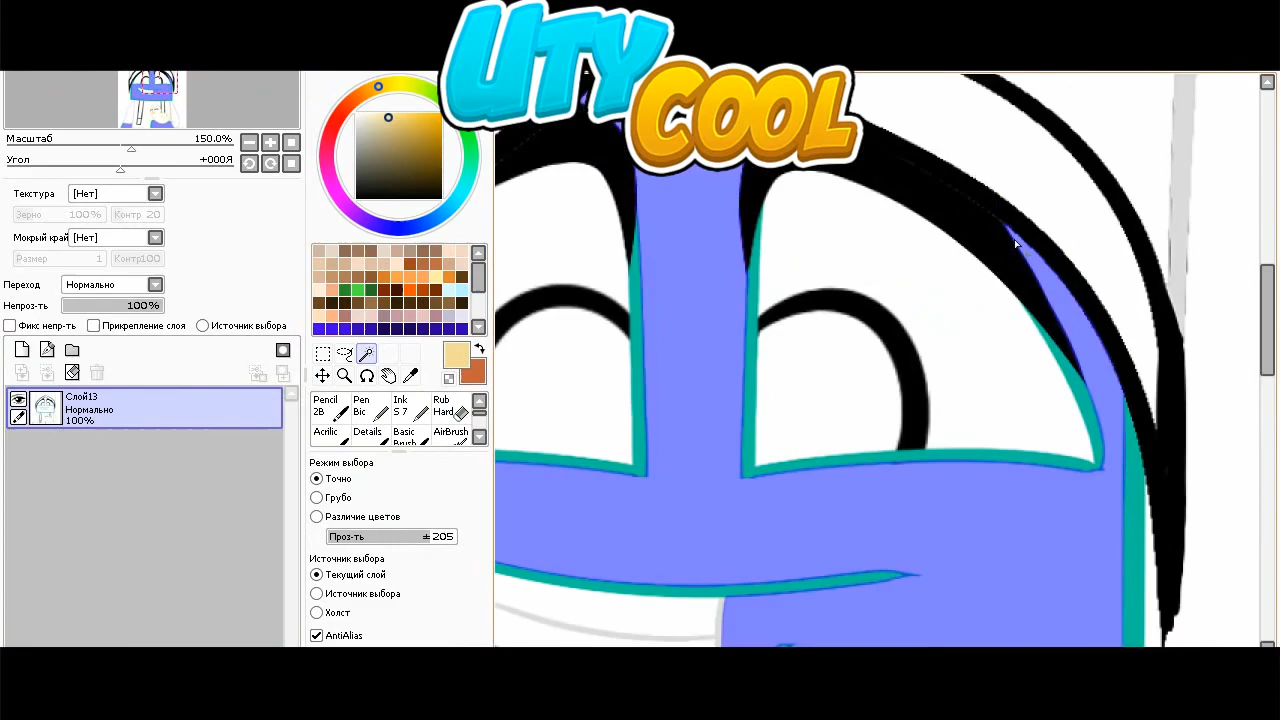 UTY
COOL
Масштаб 150.0%
Угол +000Я
Текстура [Нет]
Зерно 100% Контр 20
Мокрый край [Нет]
Размер 1 Контр 100
Переход Нормально
Непроз-ть 100%
Фикс непр-ть Прикрепление слоя Источник выбора
Слой13
Нормально
100%
Pencil Pen Ink Rub
2B Bic S 7 Hard
Acrilic Details Basic AirBrush
Brush
Режим выбора
Точно
Грубо
Различие цветов
Проз-ть ±205
Источник выбора
Текущий слой
Источник выбора
Холст
AntiAlias